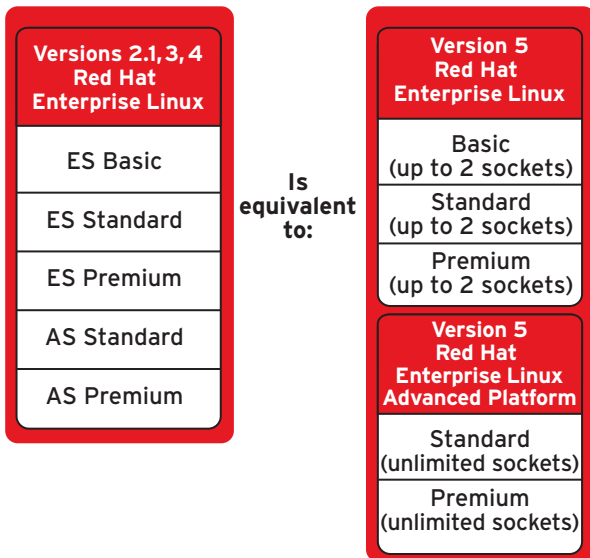 Versions 2.1, 3, 4
Red Hat
Enterprise Linux
ES Basic
ES Standard
ES Premium
AS Standard
AS Premium
Is
equivalent
to:
Version 5
Red Hat
Enterprise Linux
Basic
(up to 2 sockets)
Standard
(up to 2 sockets)
Premium
(up to 2 sockets)
Version 5
Red Hat
Enterprise Linux
Advanced Platform
Standard
(unlimited sockets)
Premium
(unlimited sockets)